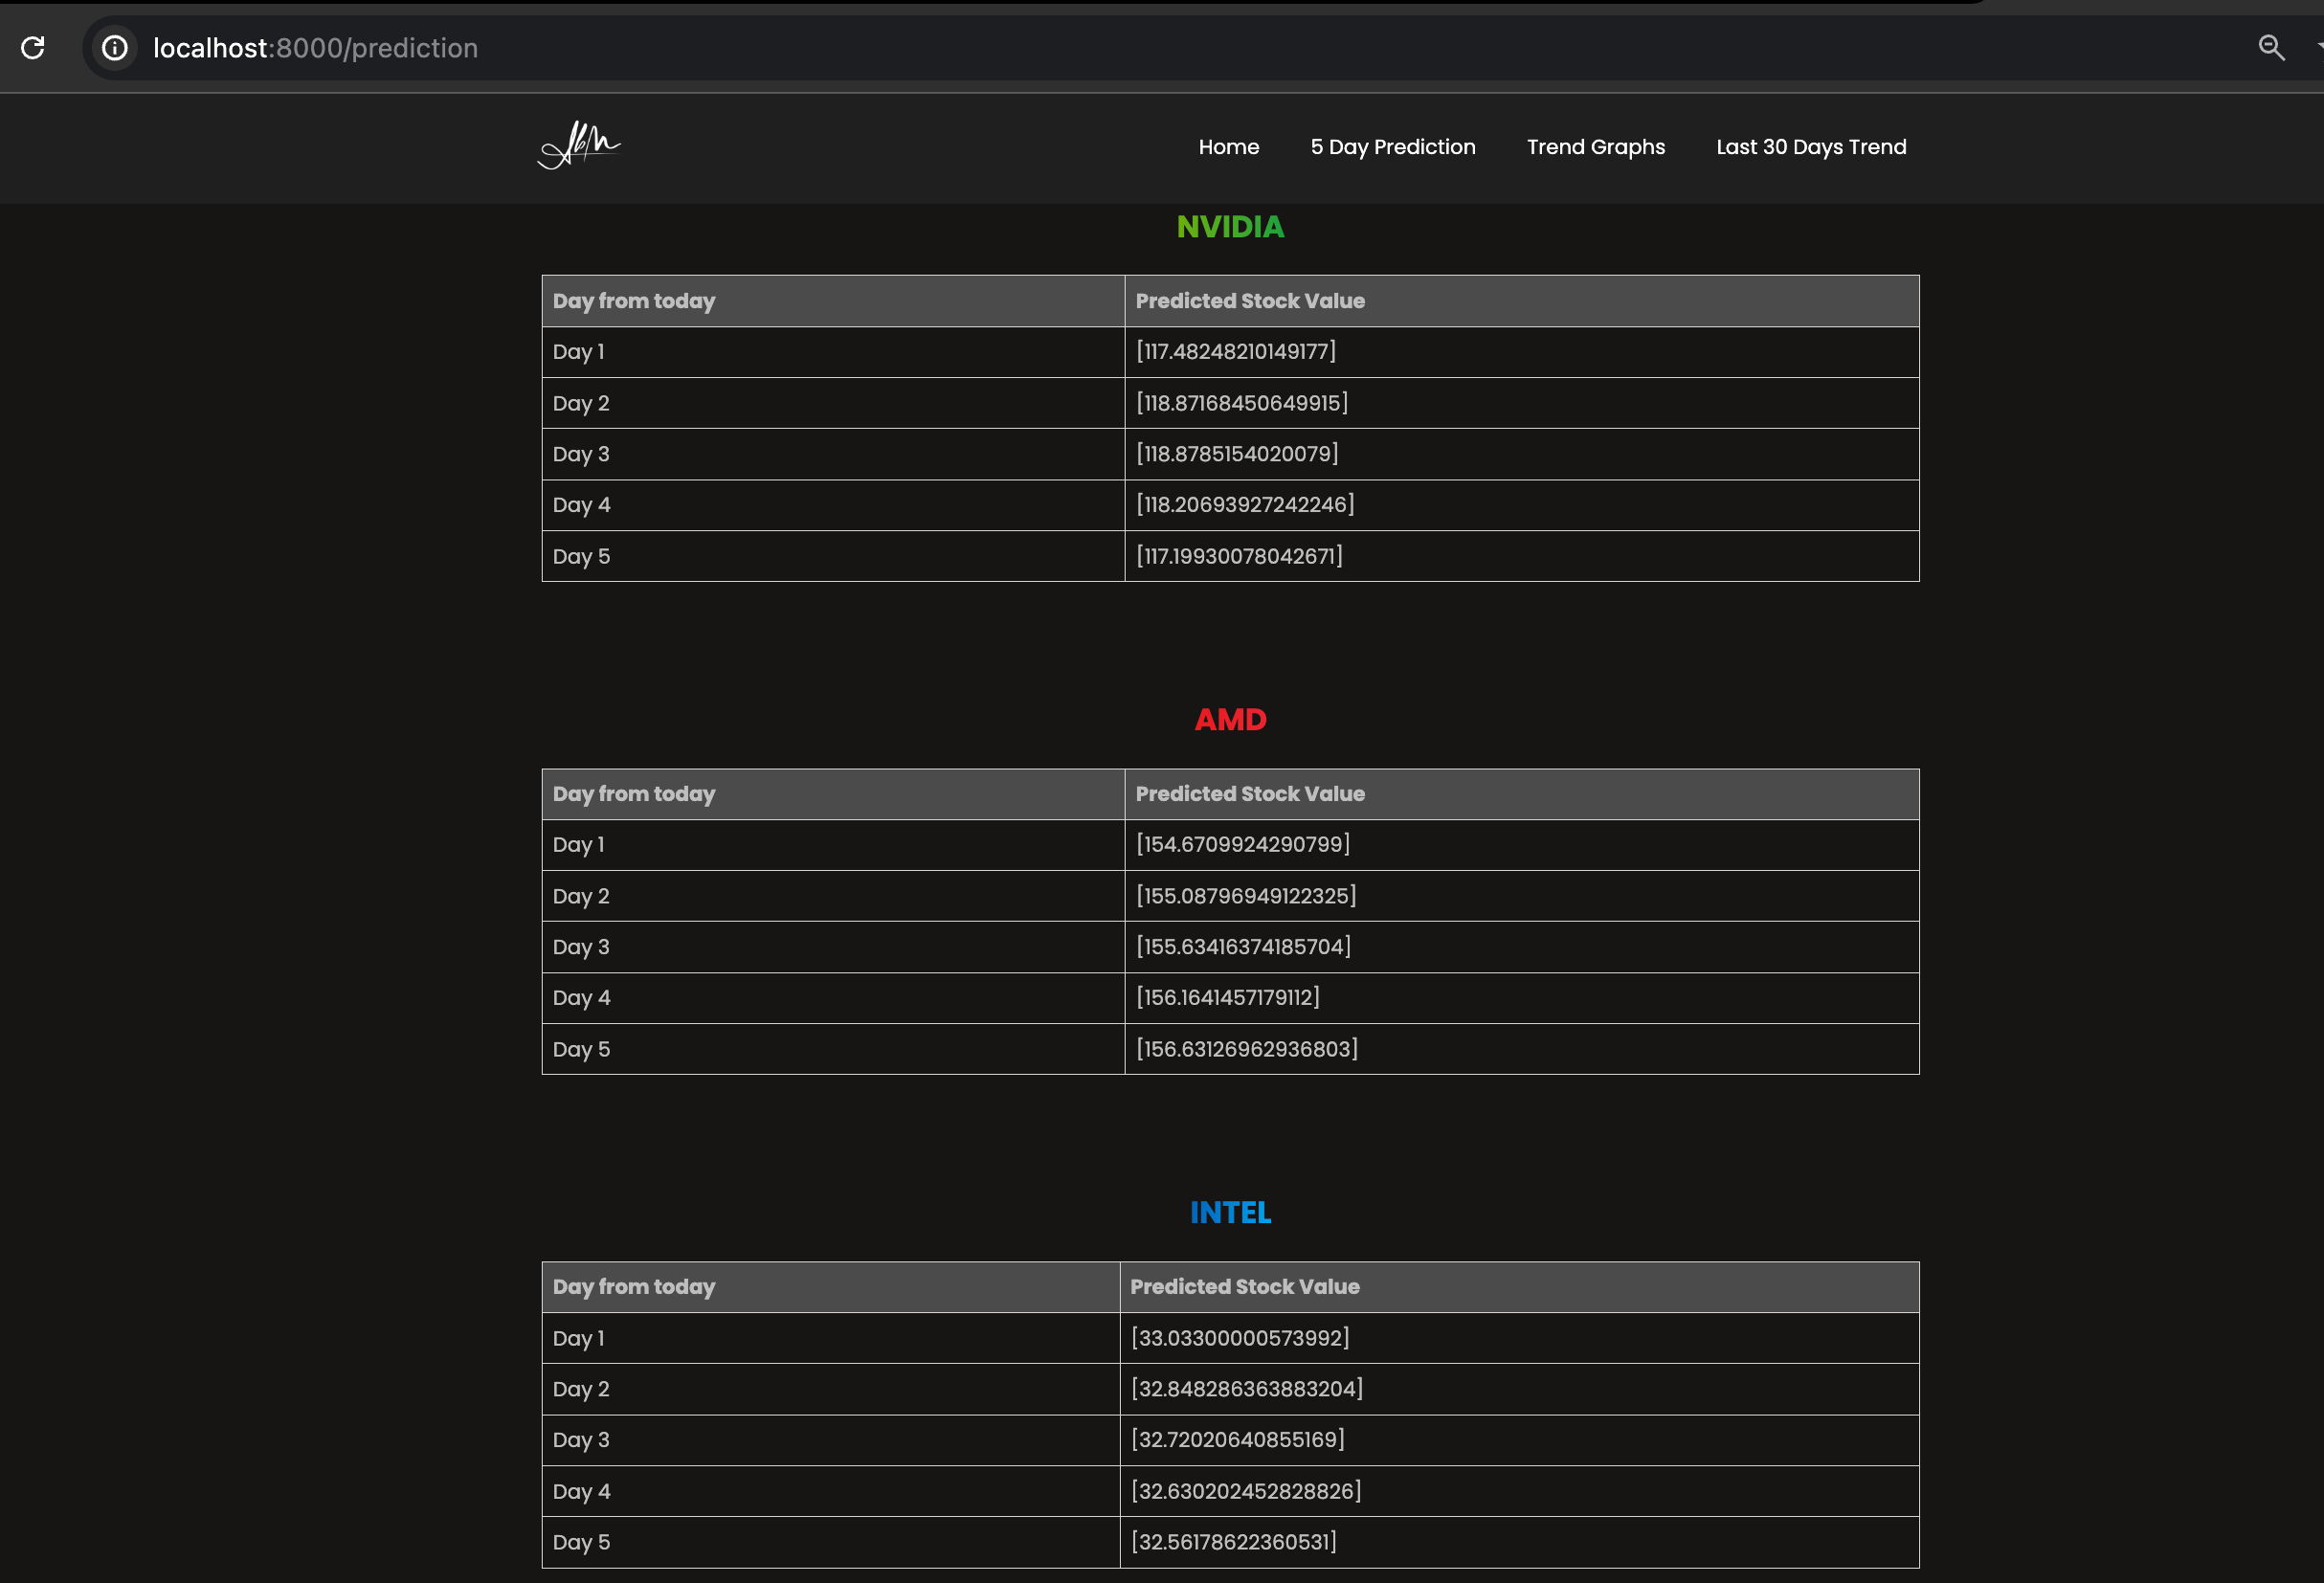 localhost:8000/prediction
Home 5 Day Prediction Trend Graphs Last 30 Days Trend
NVIDIA
Day from today Predicted Stock Value
Day 1 [117.48248210149177]
Day 2 [118.87168450649915]
Day 3 [118.8785154020079]
Day 4 [118.20693927242246]
Day 5 [117.19930078042671]
AMD
Day from today Predicted Stock Value
Day 1 [154.6709924290799]
Day 2 [155.08796949122325]
Day 3 [155.63416374185704]
Day 4 [156.1641457179112]
Day 5 [156.63126962936803]
INTEL
Day from today Predicted Stock Value
Day 1 [33.03300000573992]
Day 2 [32.848286363883204]
Day 3 [32.72020640855169]
Day 4 [32.630202452828826]
Day 5 [32.56178622360531]